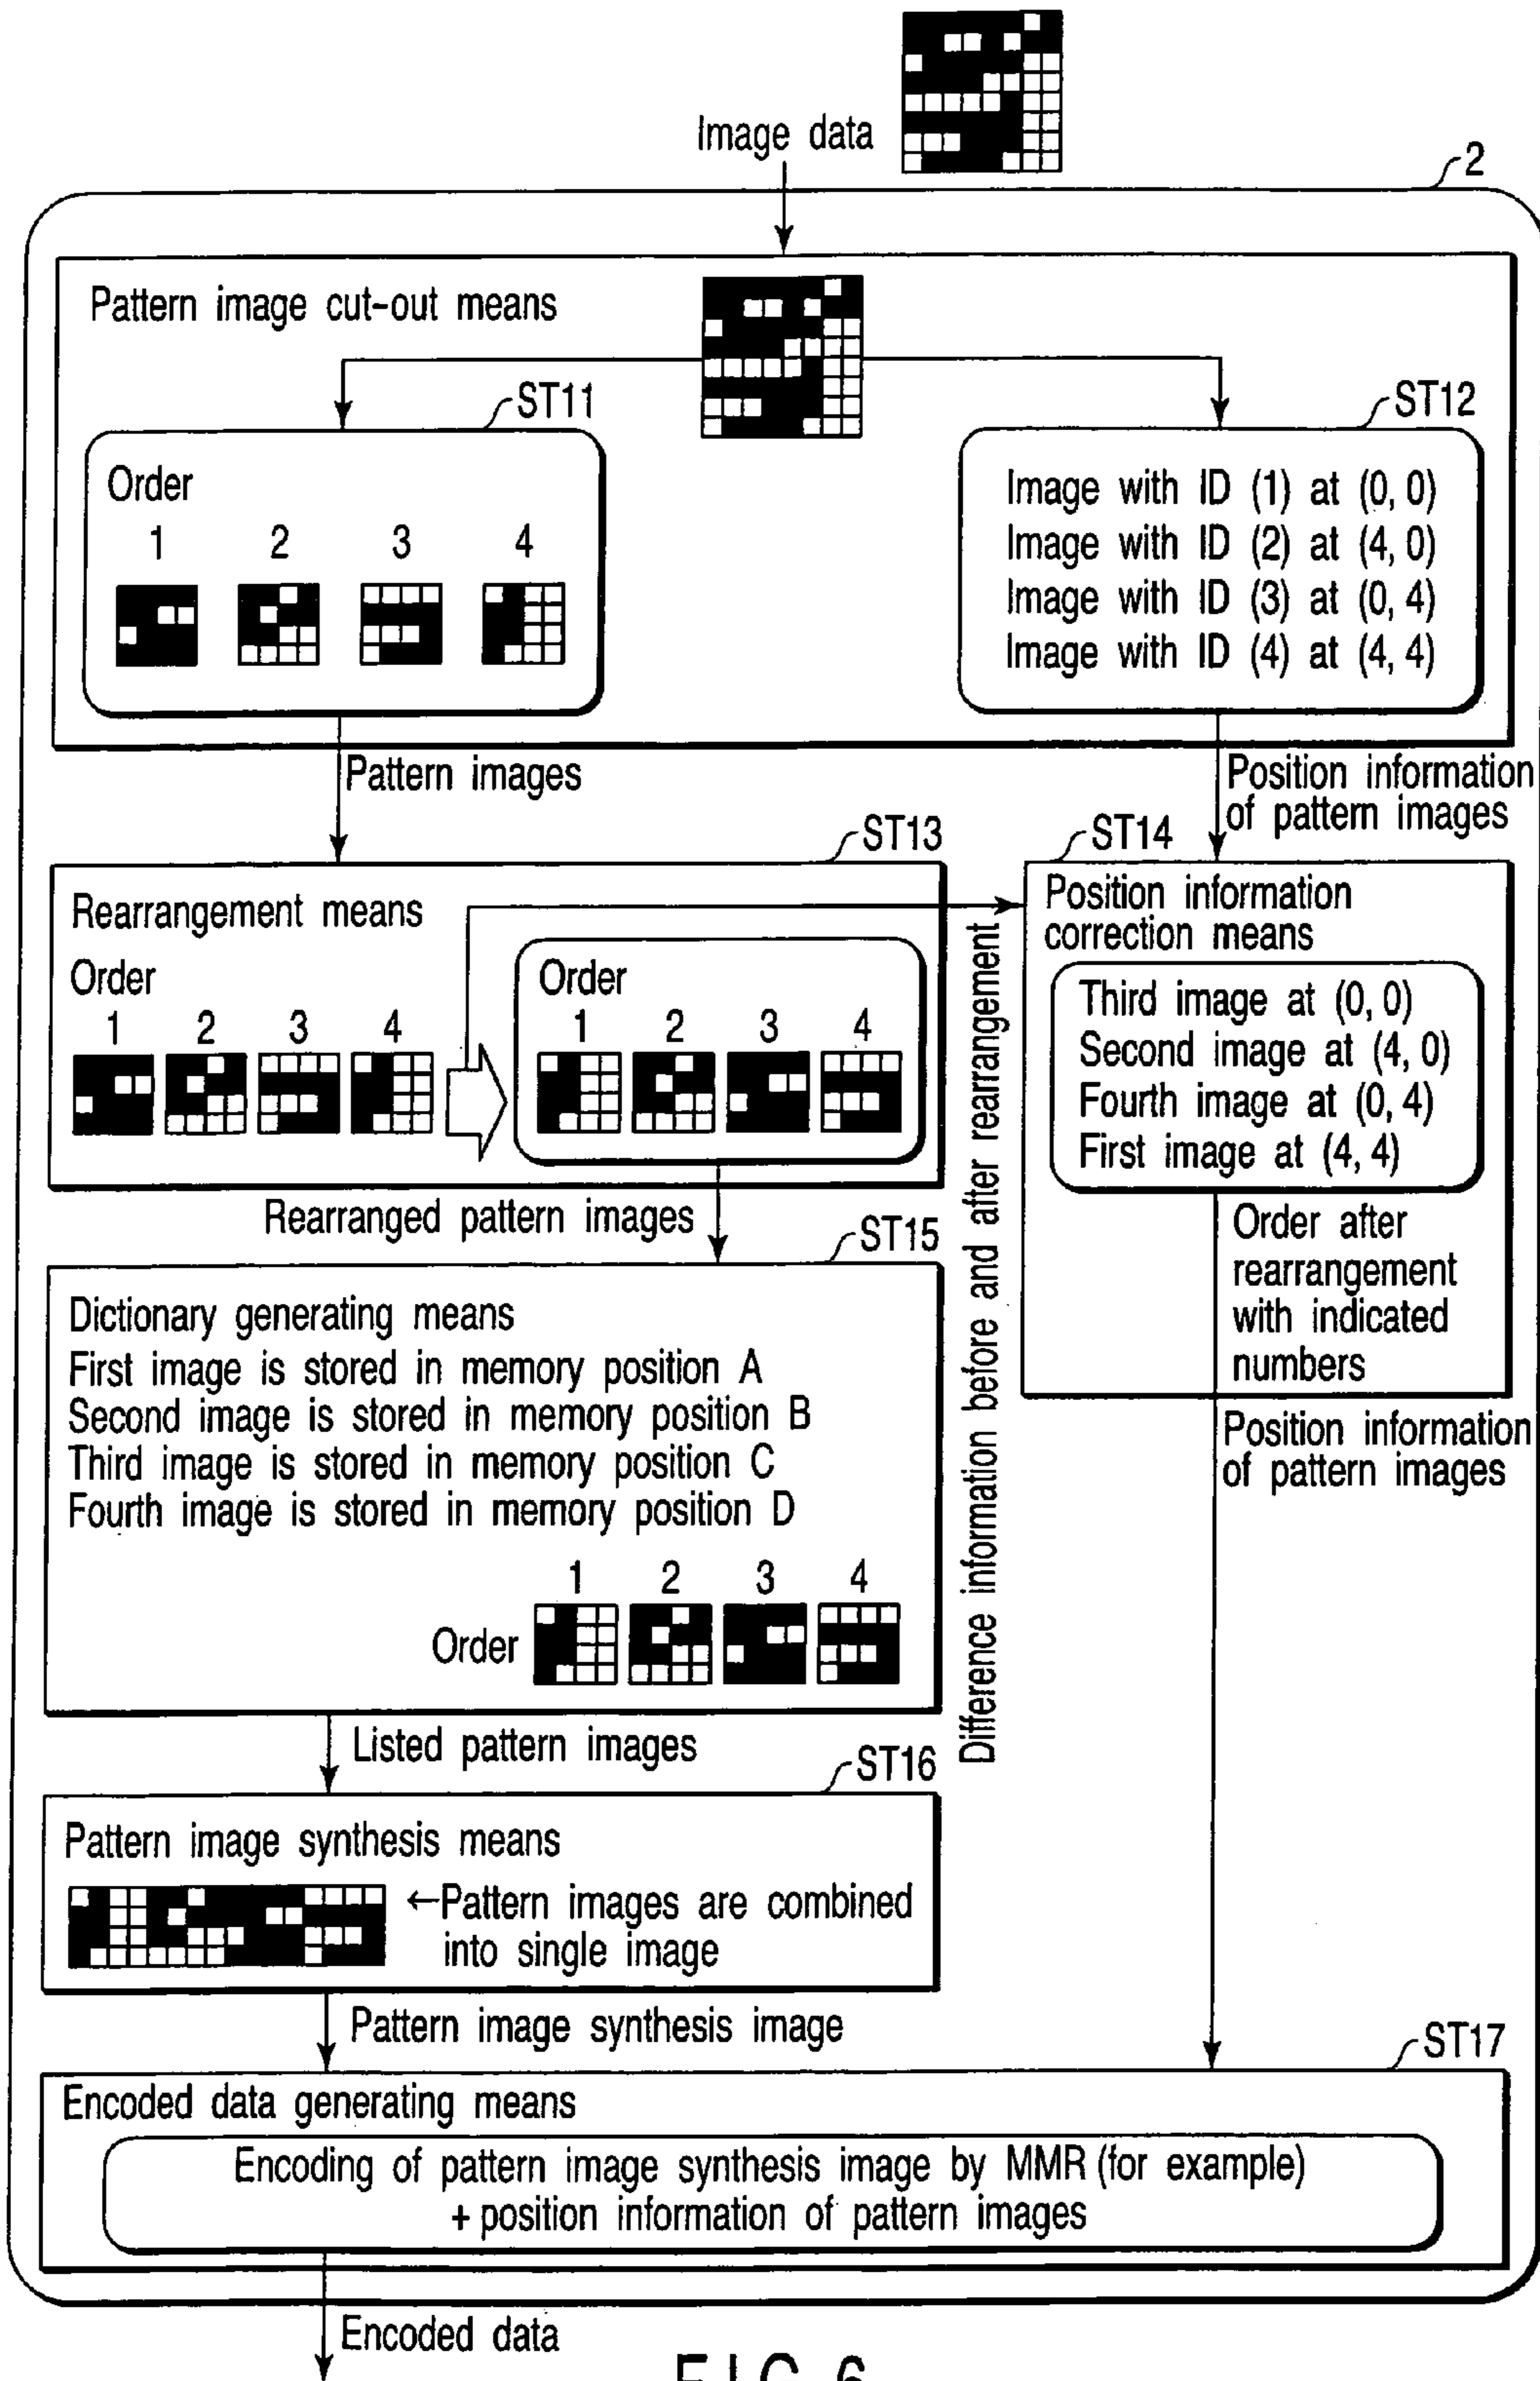 Image data
2
Pattern image cut-out means
ST11
ST12
Order
1 2 3 4
Image with ID (1) at (0, 0)
Image with ID (2) at (4, 0)
Image with ID (3) at (0, 4)
Image with ID (4) at (4, 4)
Pattern images
Position information
of pattern images
ST13
ST14
Rearrangement means
Order
1 2 3 4
Order
1 2 3 4
Difference information before and after rearrangement
Position information
correction means
Third image at (0, 0)
Second image at (4, 0)
Fourth image at (0, 4)
First image at (4, 4)
Order after
rearrangement
with indicated
numbers
Rearranged pattern images
ST15
Dictionary generating means
First image is stored in memory position A
Second image is stored in memory position B
Third image is stored in memory position C
Fourth image is stored in memory position D
1 2 3 4
Order
Position information
of pattern images
Listed pattern images
ST16
Pattern image synthesis means
←Pattern images are combined
into single image
Pattern image synthesis image
ST17
Encoded data generating means
Encoding of pattern image synthesis image by MMR (for example)
+ position information of pattern images
Encoded data
FIG. 6